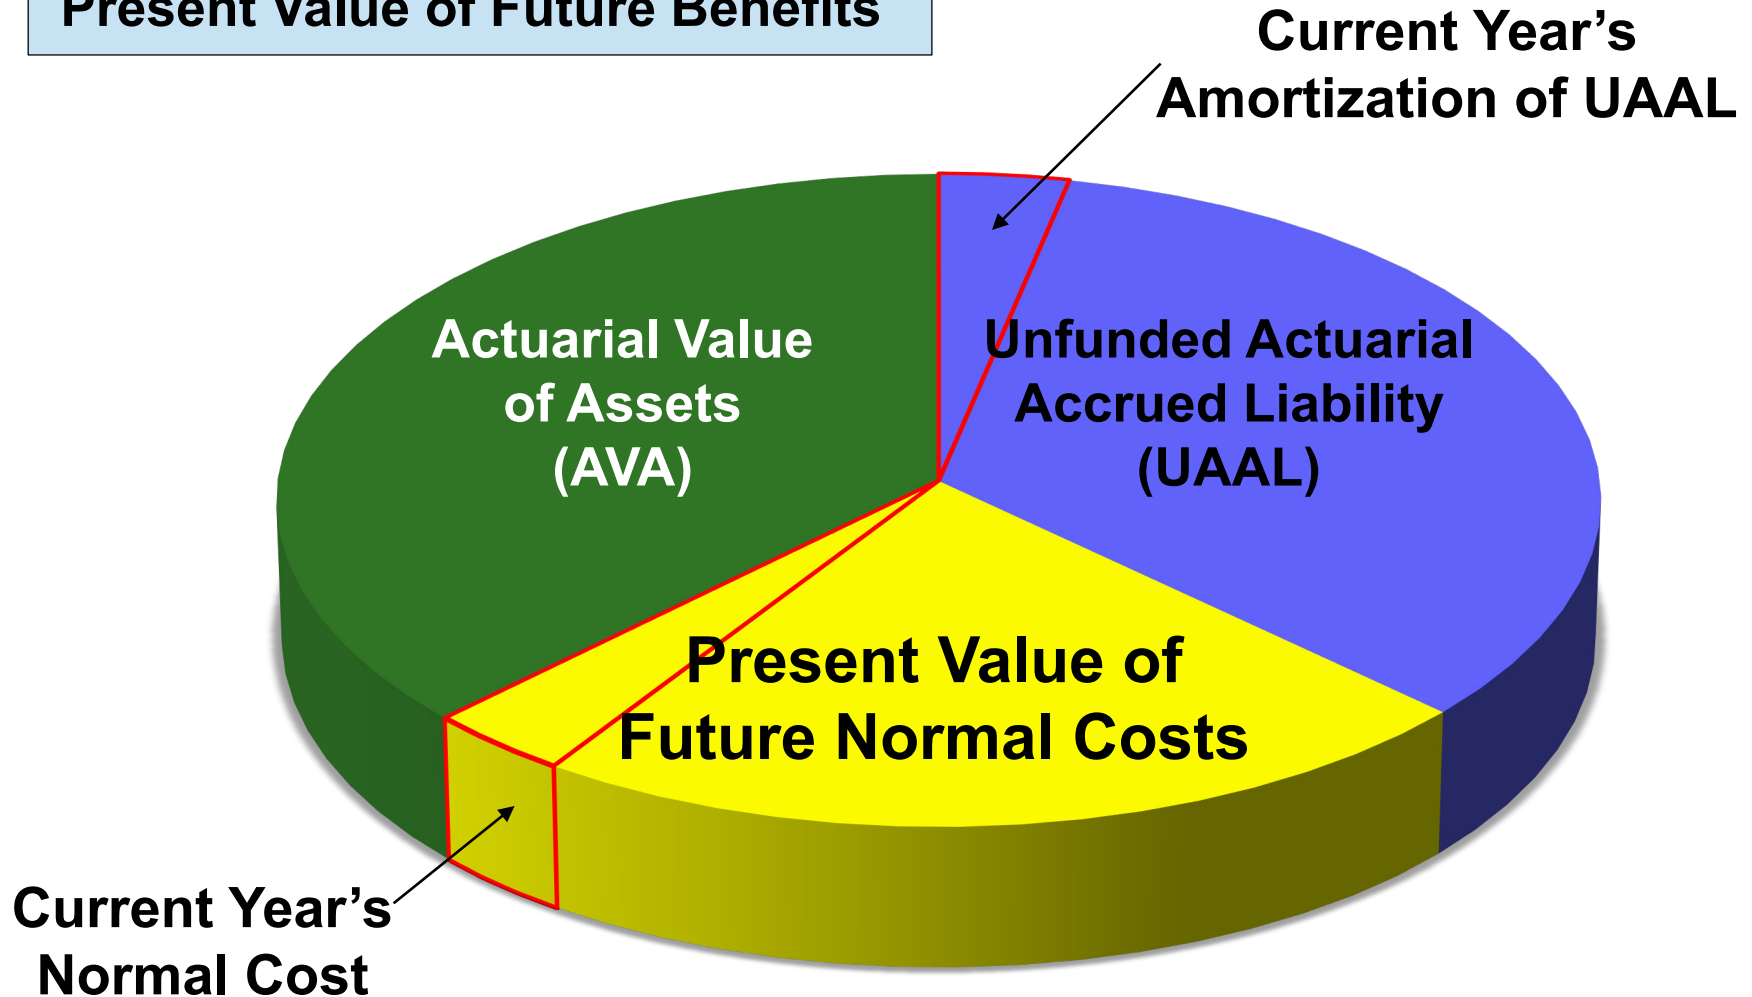 Present Value of Future Benefits
Current Year’s
Amortization of UAAL
Actuarial Value
of Assets
(AVA)
Unfunded Actuarial
Accrued Liability
(UAAL)
Present Value of
Future Normal Costs
Current Year’s
Normal Cost